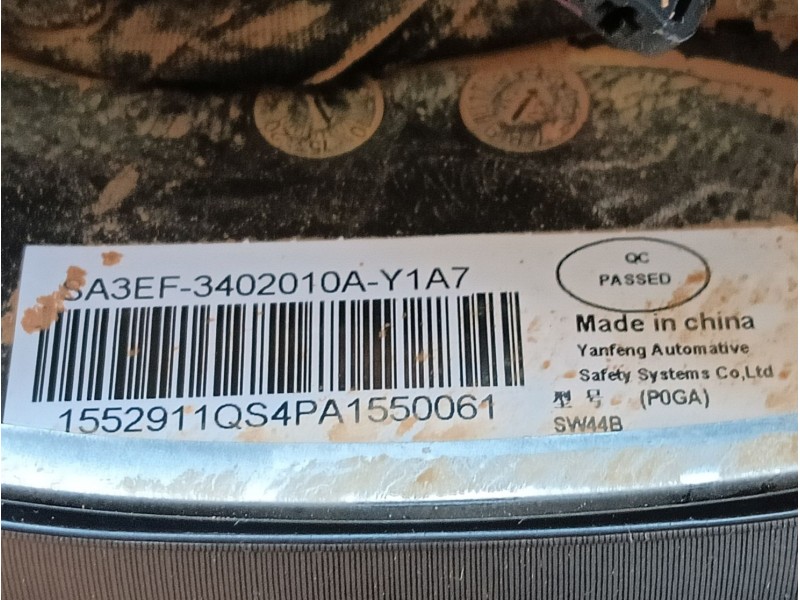 SA3EF-3402010A-Y1A7
1552911QS4PA1550061
QC
PASSED
Made in china
Yanfeng Automative
Safety Systems Co,Ltd
型 号 (P0GA)
SW44B